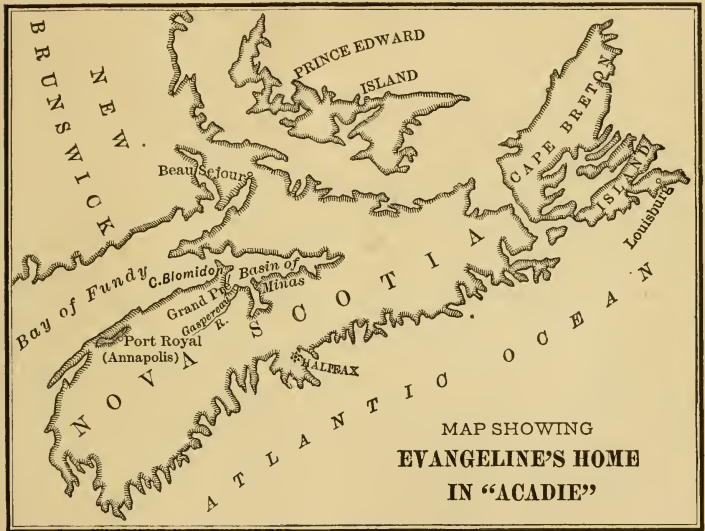 NEW
BRUNSWICK
PRINCE EDWARD
ISLAND
CAPE BRETON
ISLAND
Louisburg
Beau Sejour
Bay of Fundy
C. Blomidon
Basin of
Minas
Grand Pré
Gaspereau
R.
Port Royal
(Annapolis)
NOVA SCOTIA
HALIFAX
ATLANTIC OCEAN
MAP SHOWING
EVANGELINE'S HOME
IN “ACADIE”